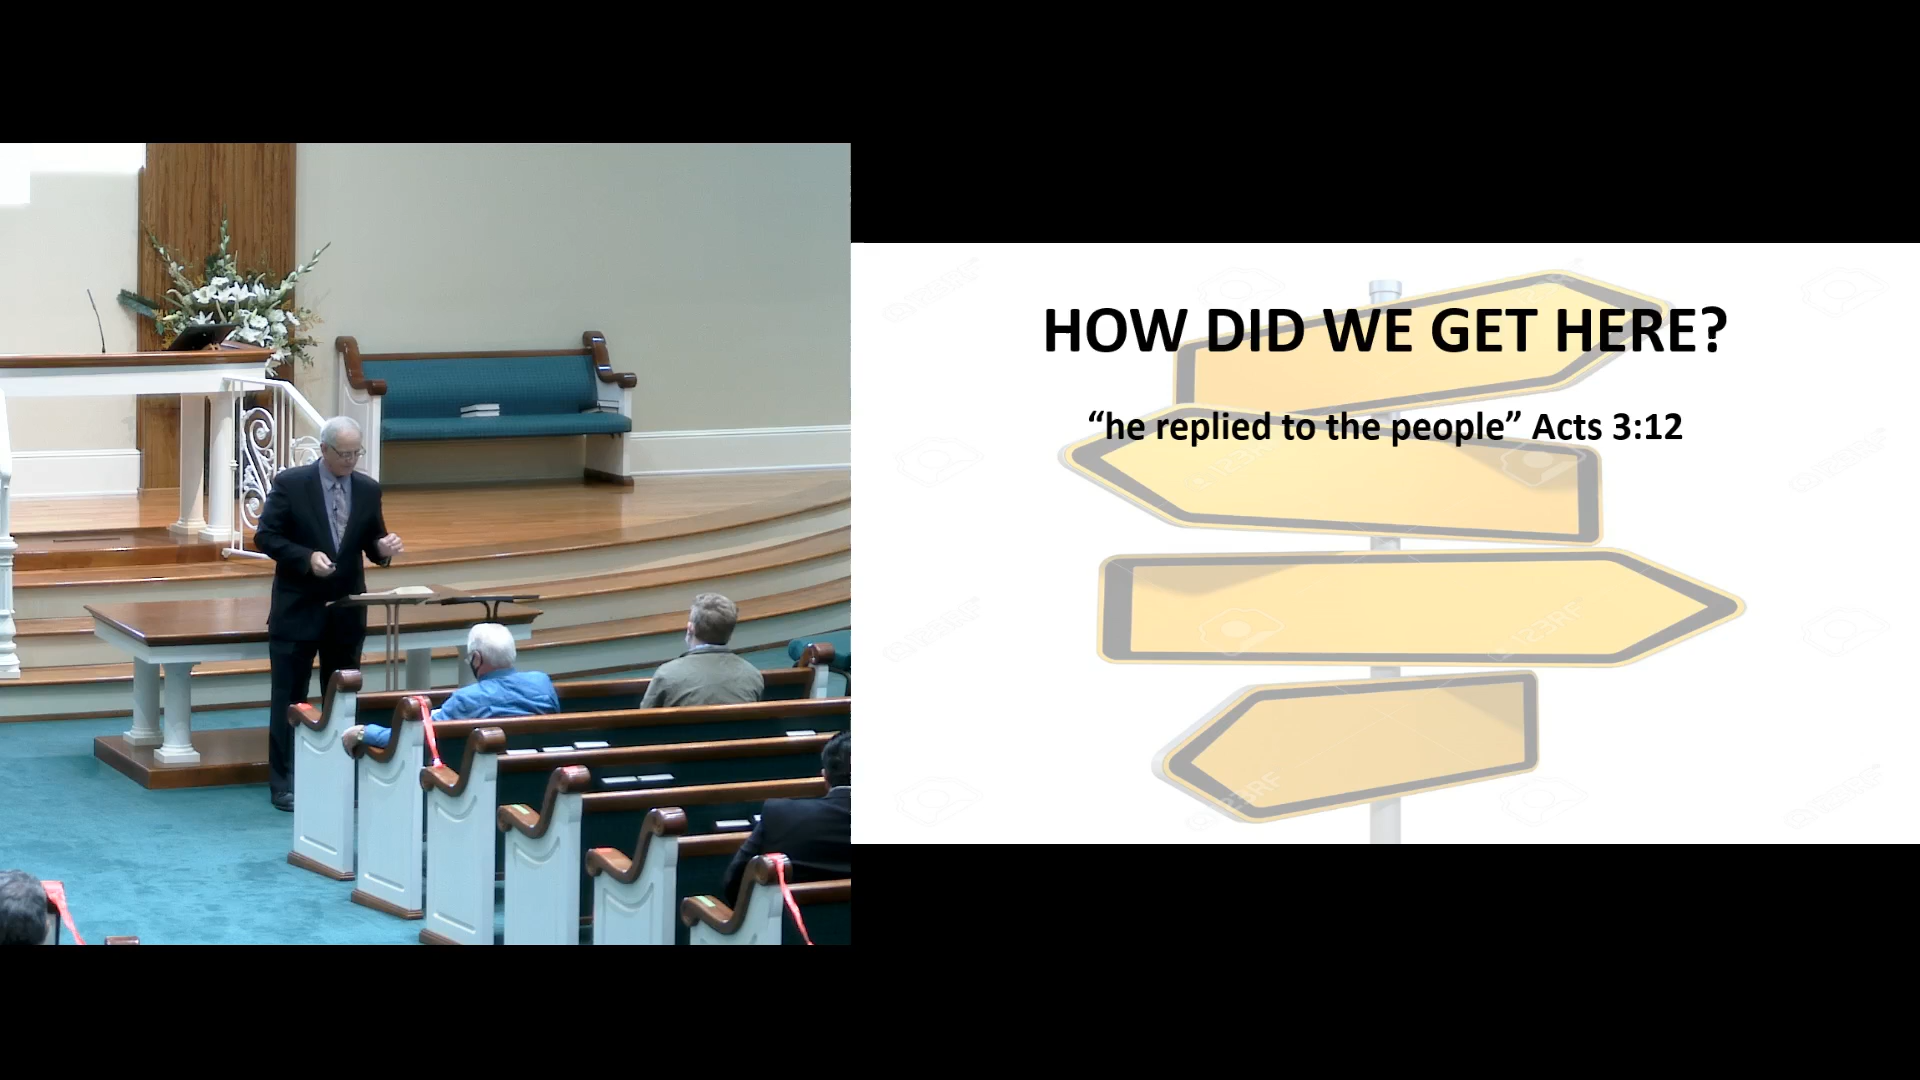 HOW DID WE GET HERE?
“he replied to the people” Acts 3:12